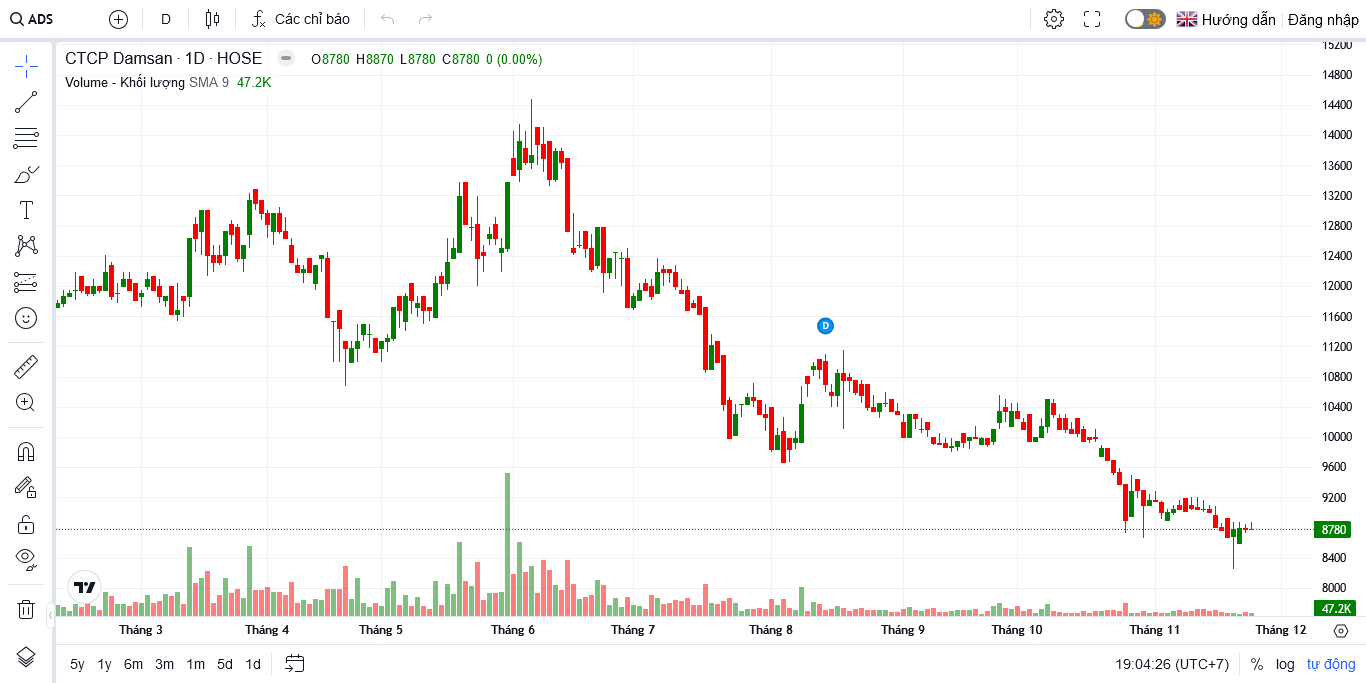 ADS D Các chỉ báo Hướng dẫn Đăng nhập
CTCP Damsan · 1D · HOSE O8780 H8870 L8780 C8780 0 (0.00%)
Volume - Khối lượng SMA 9 47.2K
15200
14800
14400
14000
13600
13200
12800
12400
12000
11600
11200
10800
10400
10000
9600
9200
8780
8400
8000
47.2K
D
Tháng 3 Tháng 4 Tháng 5 Tháng 6 Tháng 7 Tháng 8 Tháng 9 Tháng 10 Tháng 11 Tháng 12
5y 1y 6m 3m 1m 5d 1d 19:04:26 (UTC+7) % log tự động